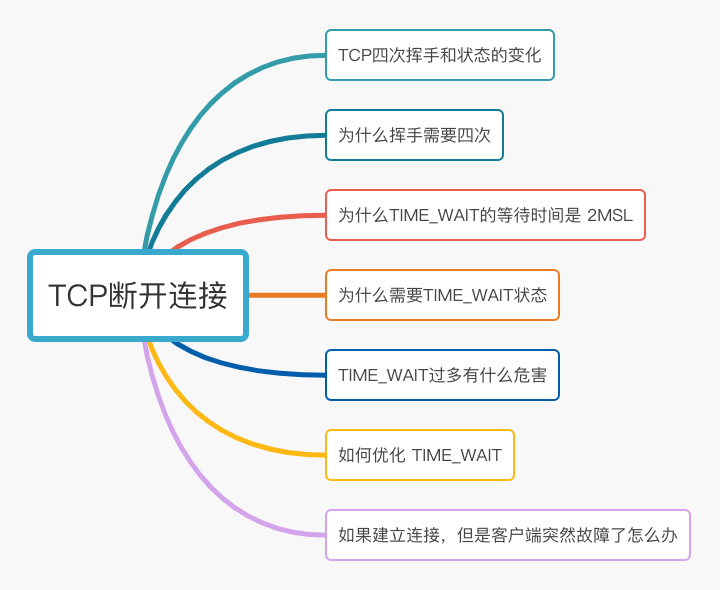 TCP断开连接
TCP四次挥手和状态的变化
为什么挥手需要四次
为什么TIME_WAIT的等待时间是 2MSL
为什么需要TIME_WAIT状态
TIME_WAIT过多有什么危害
如何优化 TIME_WAIT
如果建立连接，但是客户端突然故障了怎么办